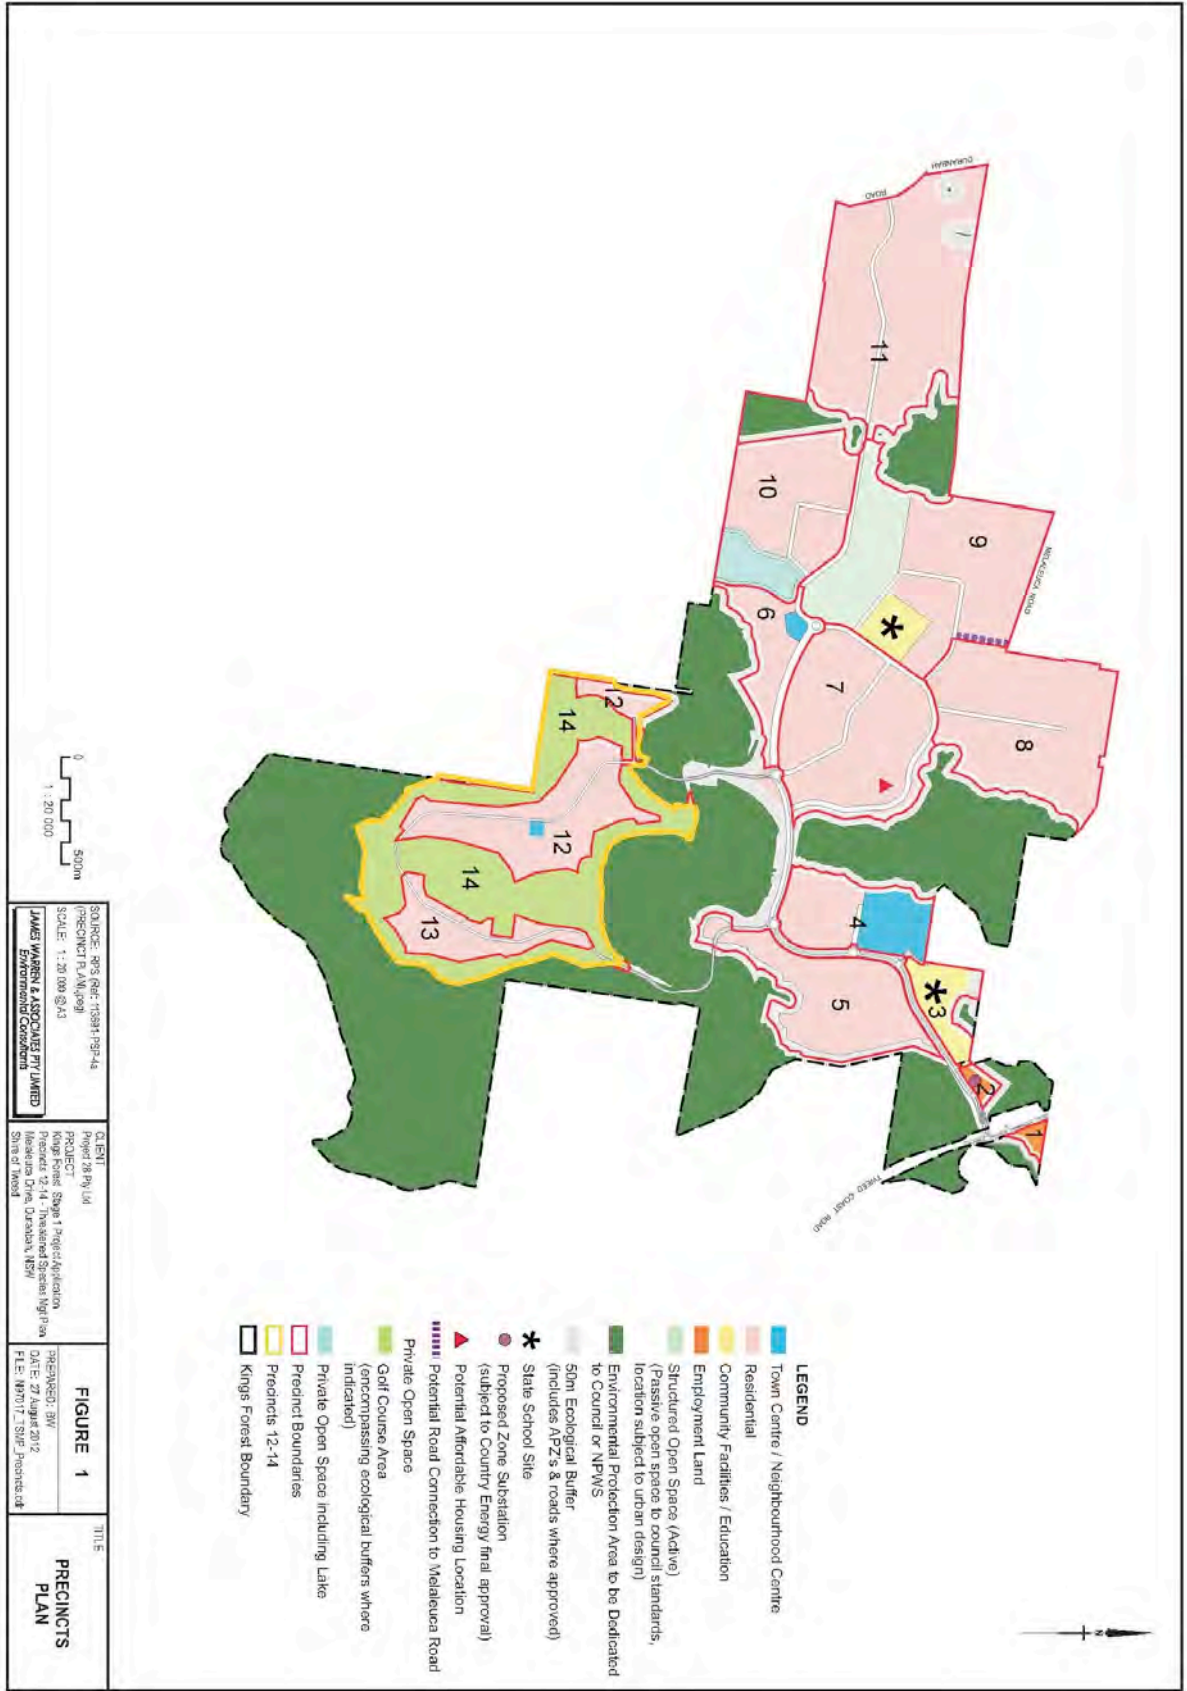 DURANBAH
ROAD
11
10
9
MELALEUCA ROAD
6
7
8
12
14
12
14
13
4
5
3
2
1
TWEED COAST ROAD
LEGEND
Town Centre / Neighbourhood Centre
Residential
Community Facilities / Education
Employment Land
Structured Open Space (Active)
(Passive open space to council standards,
location subject to urban design)
Environmental Protection Area to be Dedicated
to Council or NPWS
50m Ecological Buffer
(includes APZ's & roads where approved)
State School Site
Proposed Zone Substation
(subject to Country Energy final approval)
Potential Affordable Housing Location
Potential Road Connection to Melaleuca Road
Private Open Space
Golf Course Area
(encompassing ecological buffers where
indicated)
Private Open Space including Lake
Precinct Boundaries
Precincts 12-14
Kings Forest Boundary
N
0 500m
1 : 20 000
SOURCE: RPS (Ref: 113691-PSP-4a
(PRECINCT PLAN).jpeg)
SCALE: 1 : 20 000 @ A3
JAMES WARREN & ASSOCIATES PTY LIMITED
Environmental Consultants
CLIENT
Project 28 Pty Ltd
PROJECT
Kings Forest Stage 1 Project Application
Precincts 12-14 - Threatened Species Mgt Plan
Melaleuca Drive, Duranbah, NSW
Shire of Tweed
FIGURE 1
PREPARED: BW
DATE: 27 August 2012
FILE: N97017_TSMP_Precincts.cdr
TITLE
PRECINCTS
PLAN